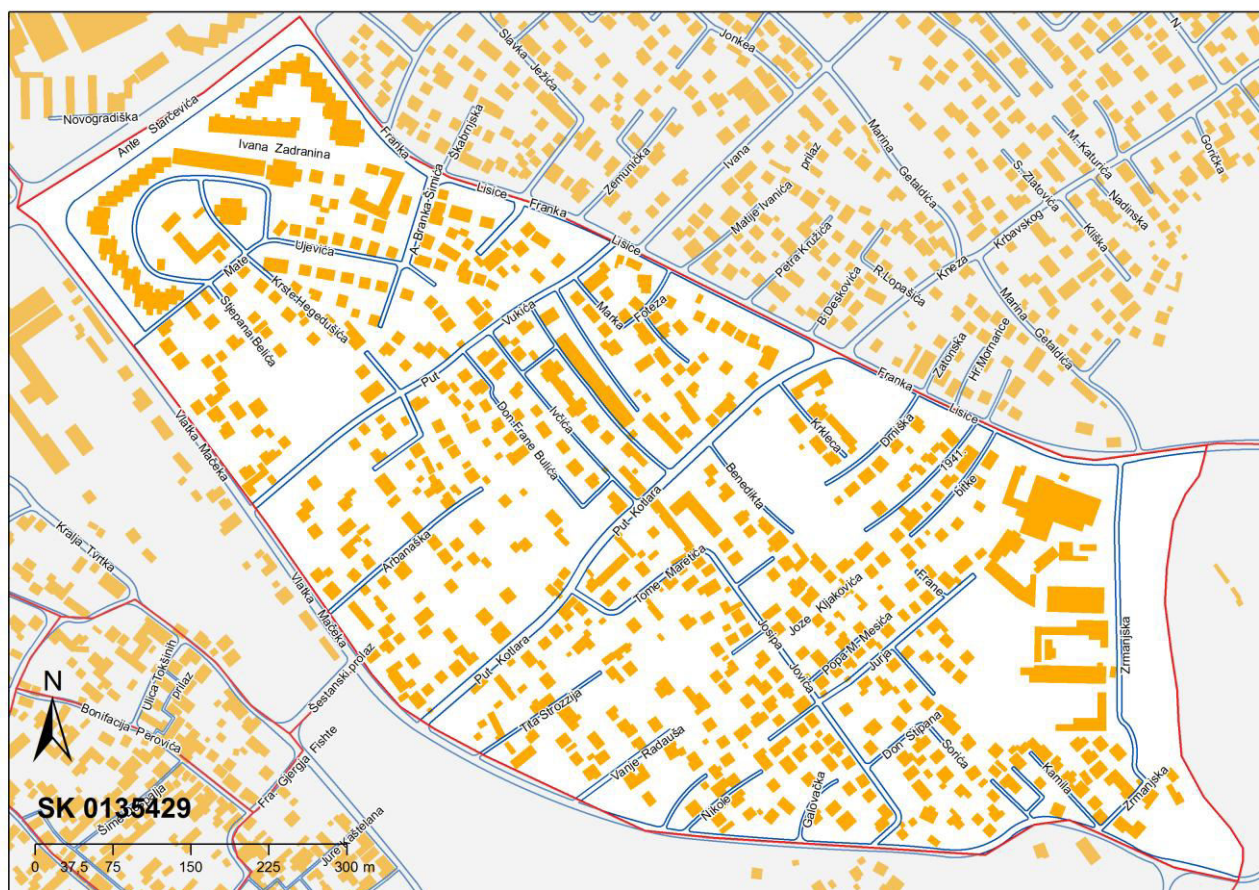 Novogradiška
Ante Starčevića
Ivana Zadranina
Franka
Lisice
Škabrnjska
A. Branka Šimića
Slavka Ježića
Jonkea
Zemunička
Franka
Lisice
Ivana
Matije Ivanića
prilaz
Petra Kružića
Marina
Getaldića
B. Deskovića
R. Lopašića
Kneza
Krbavskog
S. Zlatovića
M. Katurića
Nadinska
Kliška
Gorička
N.
Marina
Getaldića
Zatonska
Hr. Mornarice
Franka
Lisice
Mate
Ujevića
Krste Hegedušića
Stjepana Belića
Put
Vukića
Marka
Foteza
Ivčića
Don Frane Bulića
Krkleca
Drniška
1941.
bitke
Benedikta
Put Kotlara
Arbanaška
Vlatka Mačeka
Vlatka Mačeka
Kralja Tvrtka
Tome Maretića
Joze
Kljakovića
Frane
Popa M. Mesića
Jurja
Josipa
Jovića
Put Kotlara
Tita Strozzija
Vanje Radauša
Nikole
Galovačka
Don Stipana
Sorića
Kamila
Zrmanjska
Zrmanjska
Šestanski prolaz
Ulica Tokšinih
prilaz
Bonifacija Perovića
Fra Gjergja Fishte
Jure Kaštelana
N
SK 0135429
0 37,5 75 150 225 300 m